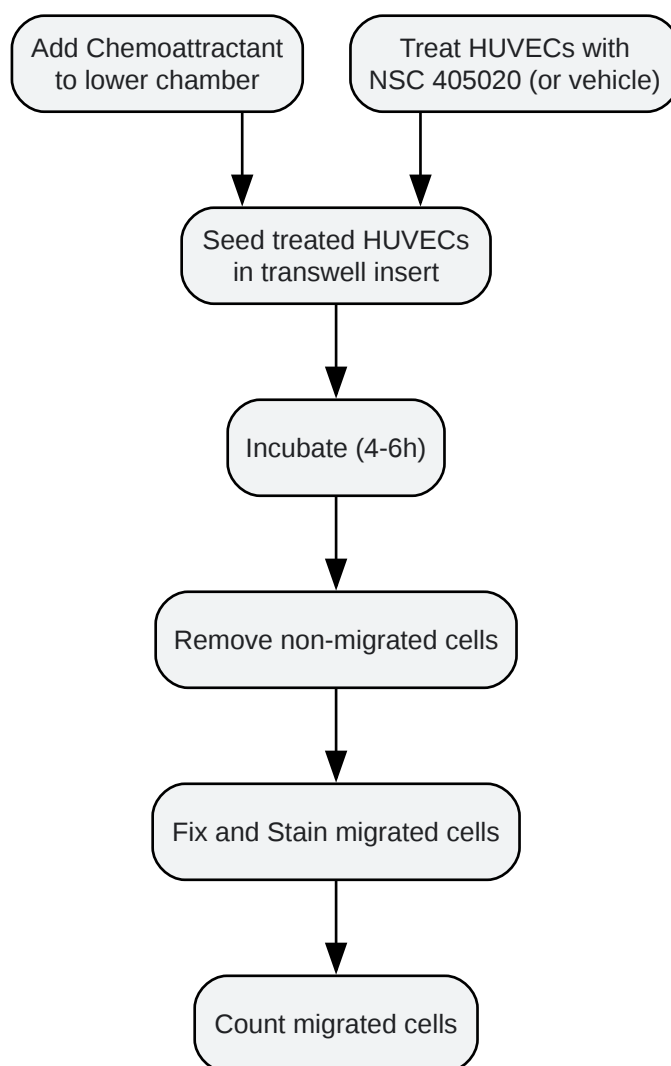 Add Chemoattractant
to lower chamber
Treat HUVECs with
NSC 405020 (or vehicle)
Seed treated HUVECs
in transwell insert
Incubate (4-6h)
Remove non-migrated cells
Fix and Stain migrated cells
Count migrated cells